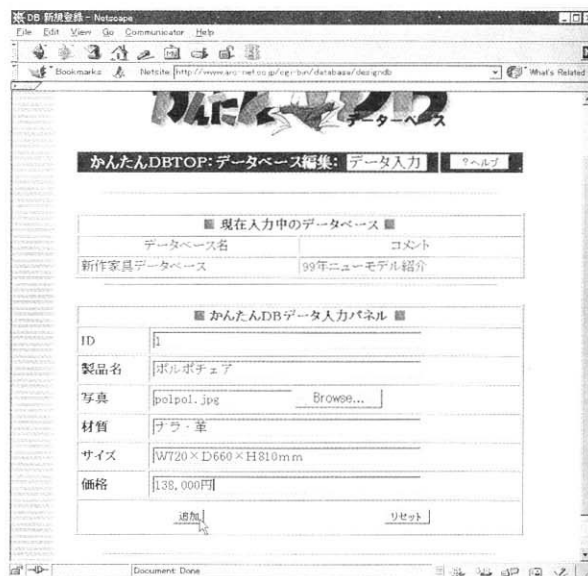 DB 新規登録 - Netscape
File Edit View Go Communicator Help
Bookmarks Netsite: http://www.arc-net.co.jp/cgi-bin/database/designdb What's Related
かんたん
データーベース
かんたんDBTOP:データベース編集: データ入力 ?ヘルプ
現在入力中のデータベース
データベース名 コメント
新作家具データベース 99年ニューモデル紹介
かんたんDBデータ入力パネル
ID 1
製品名 ポルポチェア
写真 polpol.jpg Browse...
材質 ナラ・革
サイズ W720×D660×H810mm
価格 138,000円
追加 リセット
Document: Done